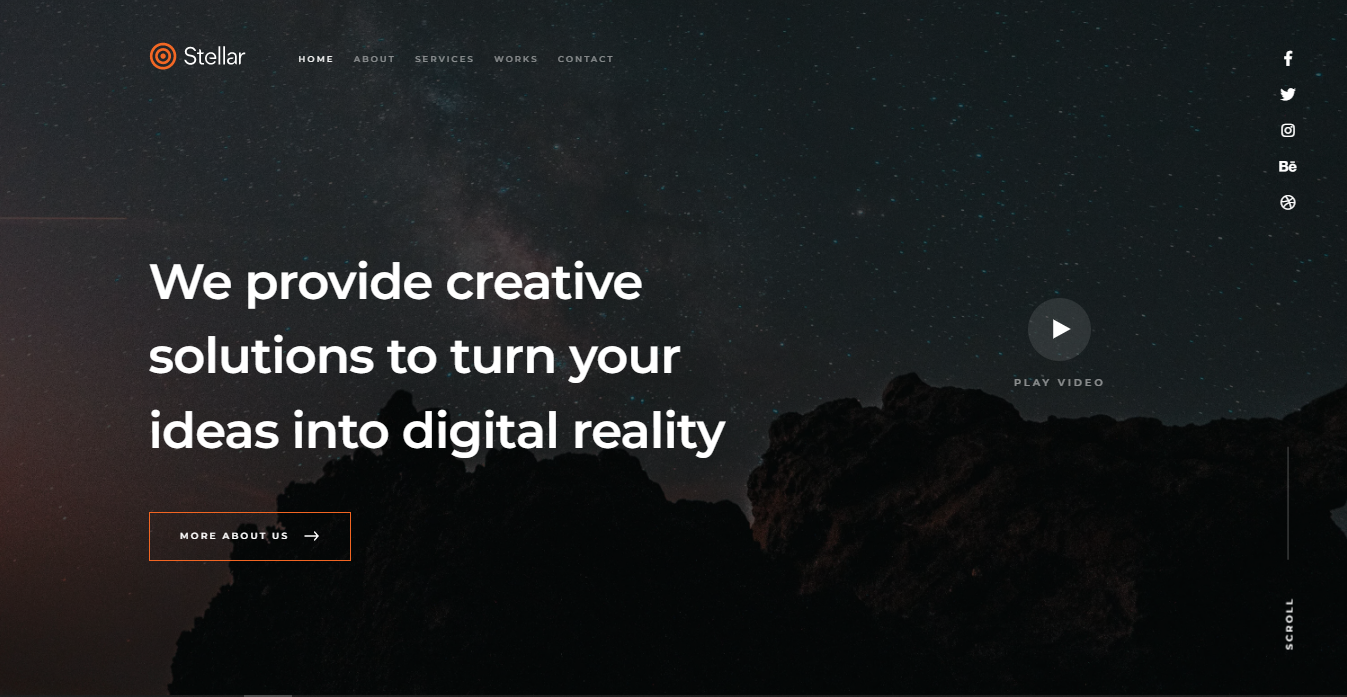 Stellar
HOME ABOUT SERVICES WORKS CONTACT
Bē
We provide creative
solutions to turn your
ideas into digital reality
PLAY VIDEO
MORE ABOUT US
SCROLL